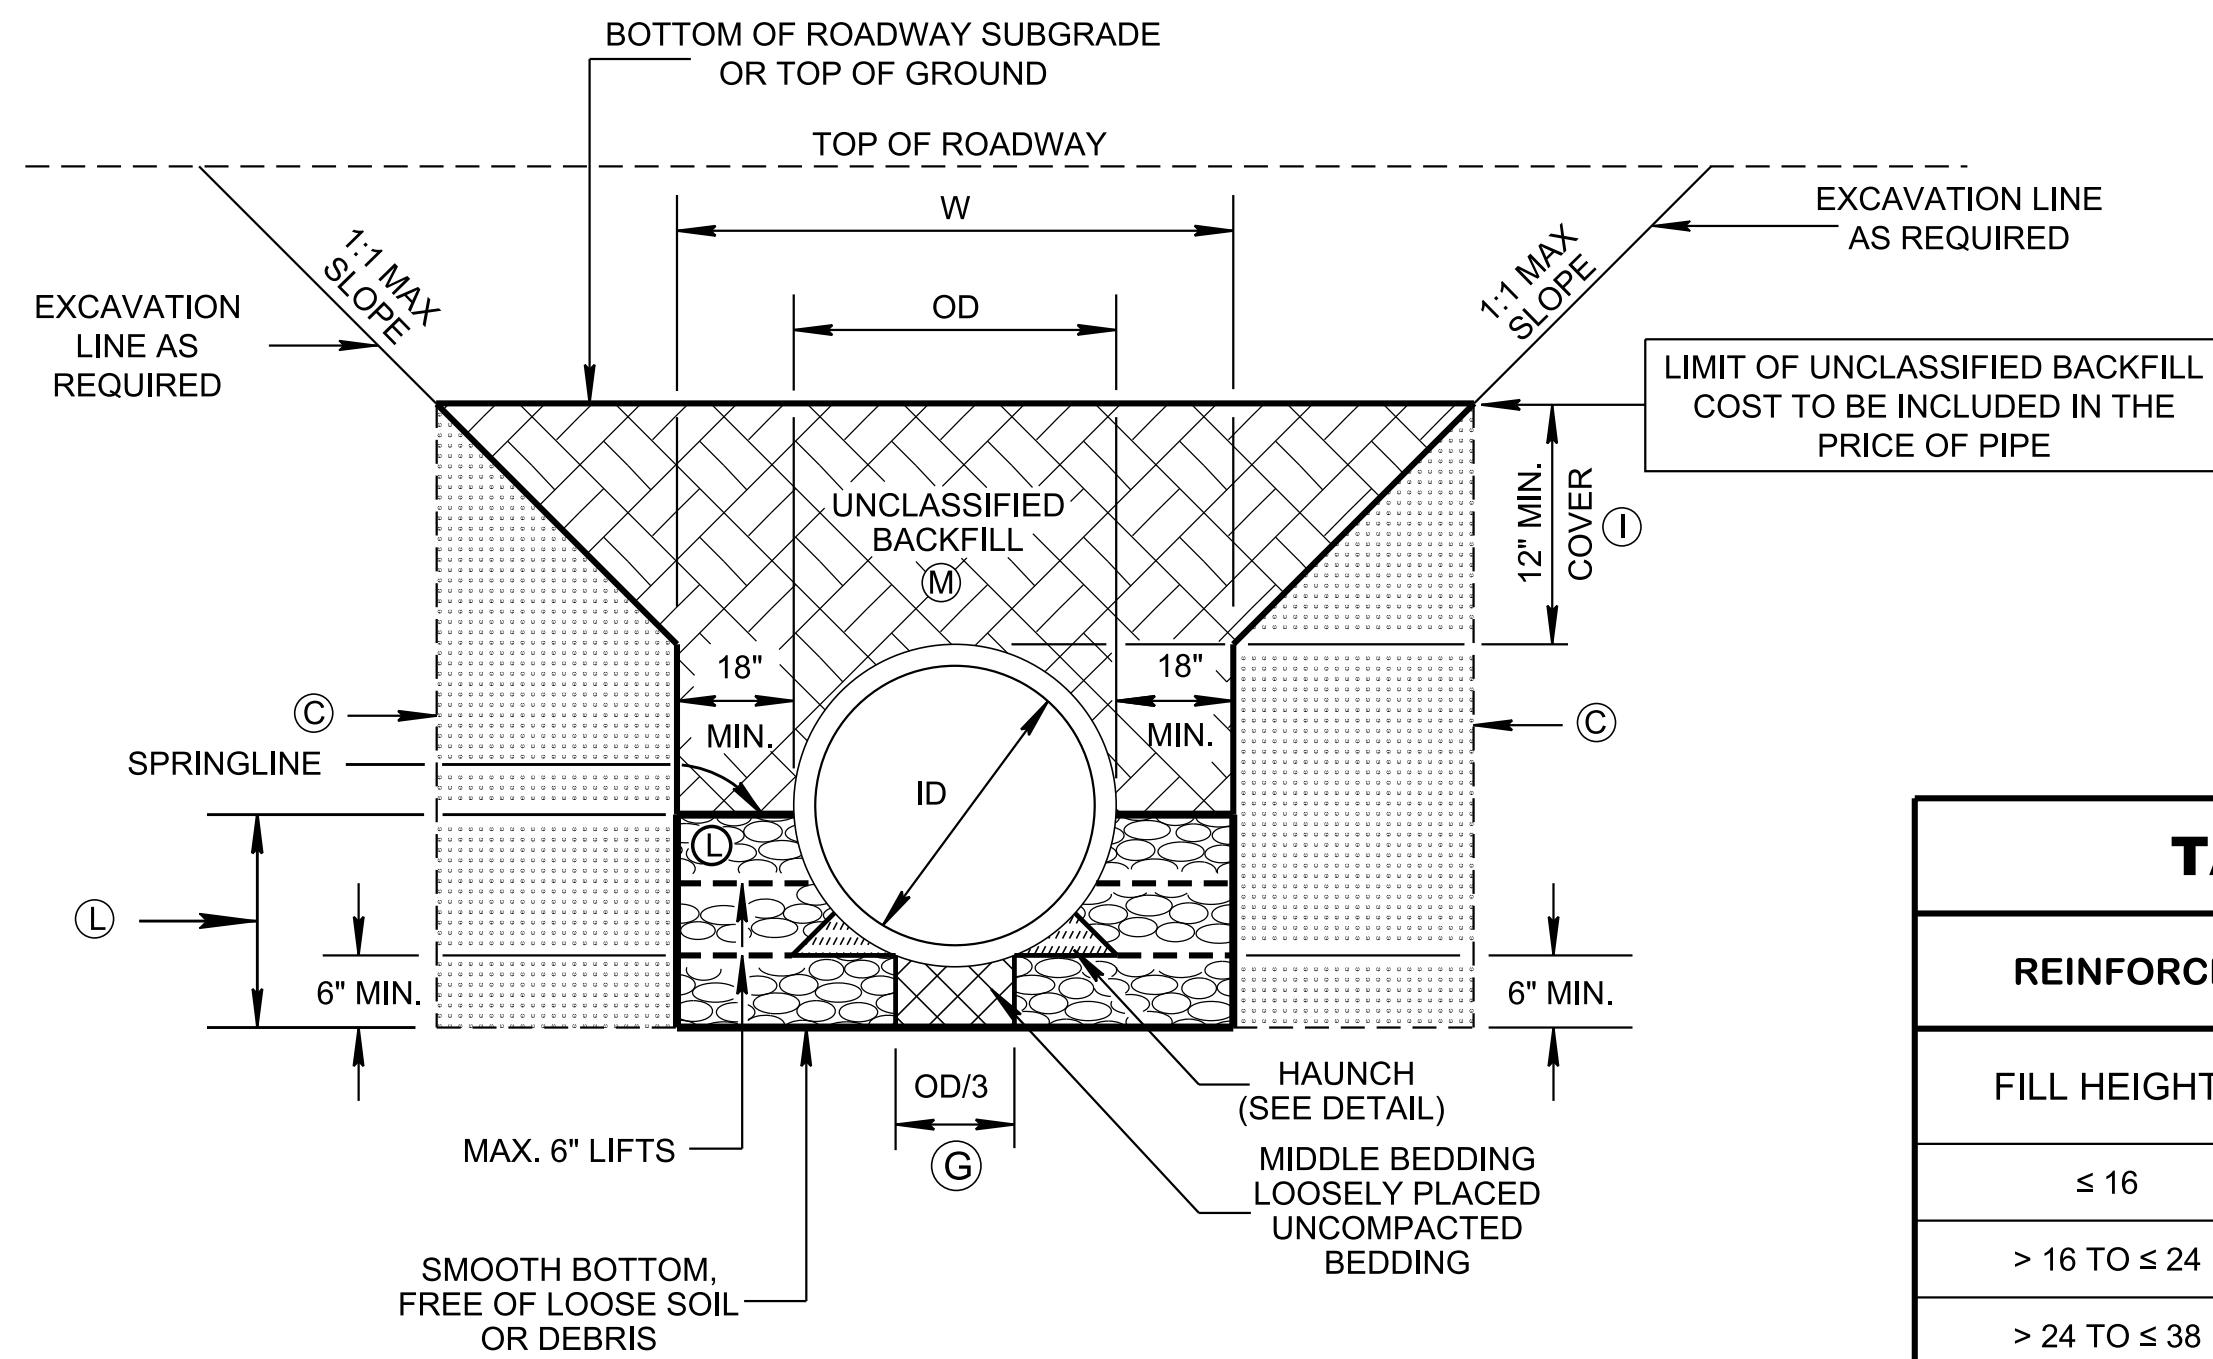 BOTTOM OF ROADWAY SUBGRADE
OR TOP OF GROUND
TOP OF ROADWAY
W
EXCAVATION LINE
AS REQUIRED
1:1 MAX
SLOPE
1:1 MAX
SLOPE
EXCAVATION
LINE AS
REQUIRED
OD
LIMIT OF UNCLASSIFIED BACKFILL
COST TO BE INCLUDED IN THE
PRICE OF PIPE
12" MIN.
COVER
I
UNCLASSIFIED
BACKFILL
M
18"
MIN.
18"
MIN.
C
C
SPRINGLINE
ID
L
L
6" MIN.
6" MIN.
OD/3
G
HAUNCH
(SEE DETAIL)
MAX. 6" LIFTS
MIDDLE BEDDING
LOOSELY PLACED
UNCOMPACTED
BEDDING
SMOOTH BOTTOM,
FREE OF LOOSE SOIL
OR DEBRIS
FILL HEIGHT
≤ 16
> 16 TO ≤ 24
> 24 TO ≤ 38